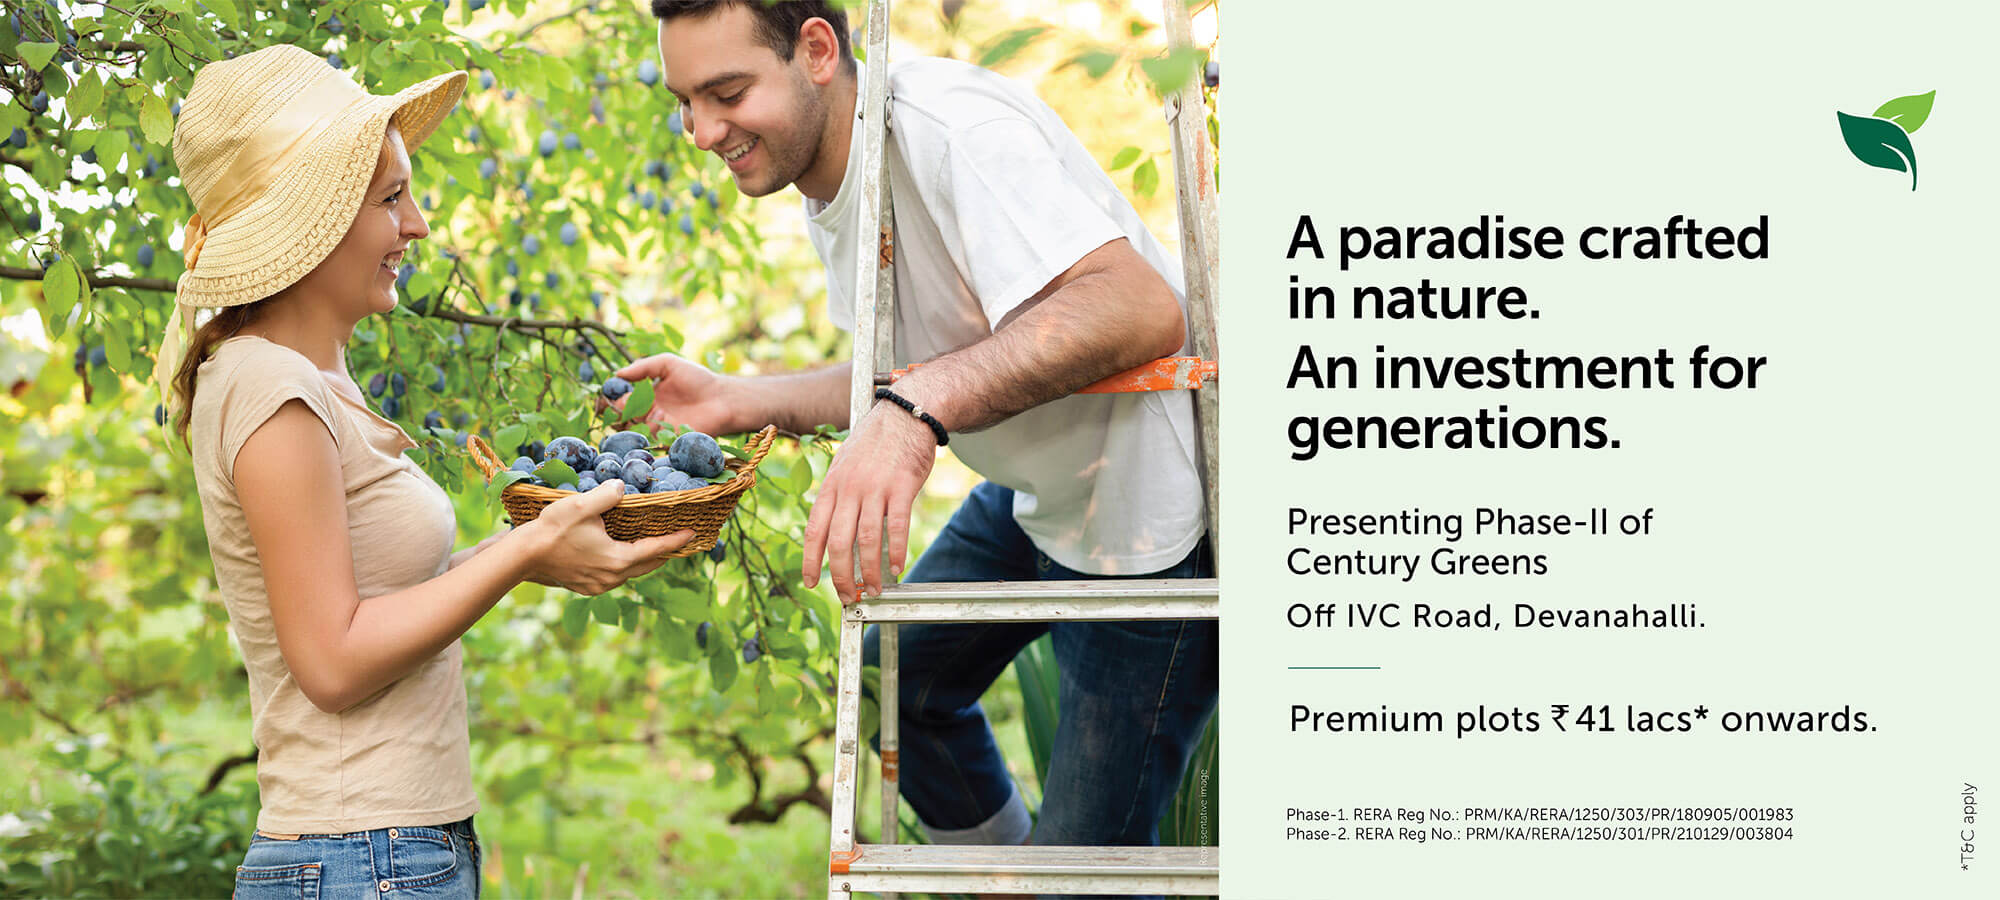 A paradise crafted
in nature.
An investment for
generations.
Presenting Phase-II of
Century Greens
Off IVC Road, Devanahalli.
Premium plots ₹ 41 lacs* onwards.
Phase-1. RERA Reg No.: PRM/KA/RERA/1250/303/PR/180905/001983
Phase-2. RERA Reg No.: PRM/KA/RERA/1250/301/PR/210129/003804
*T&C apply
Representative image